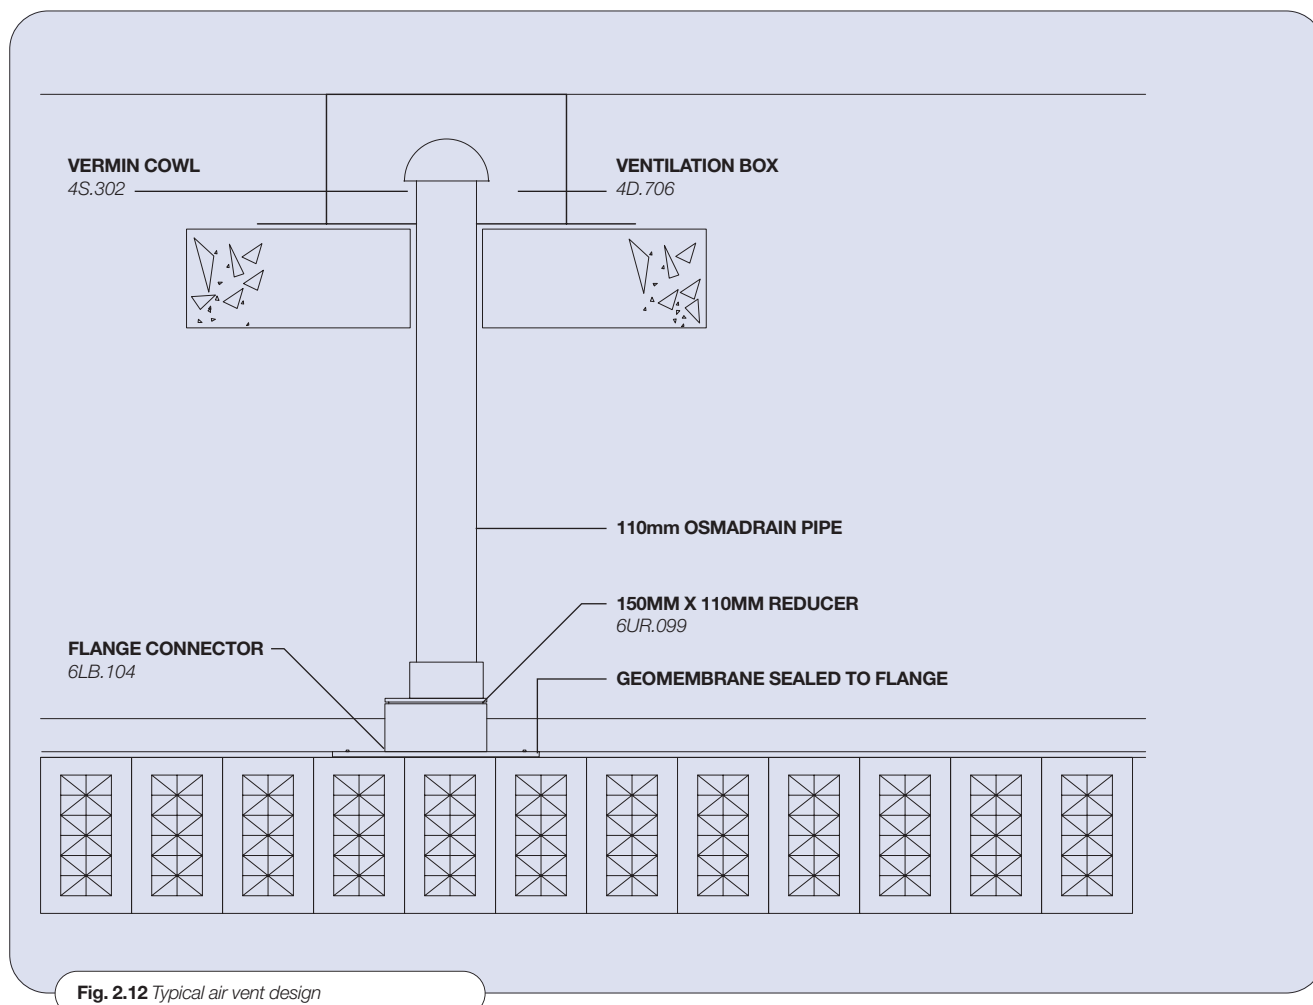 VERMIN COWL
4S.302
VENTILATION BOX
4D.706
110mm OSMADRAIN PIPE
150MM X 110MM REDUCER
6UR.099
FLANGE CONNECTOR
6LB.104
GEOMEMBRANE SEALED TO FLANGE
Fig. 2.12 Typical air vent design